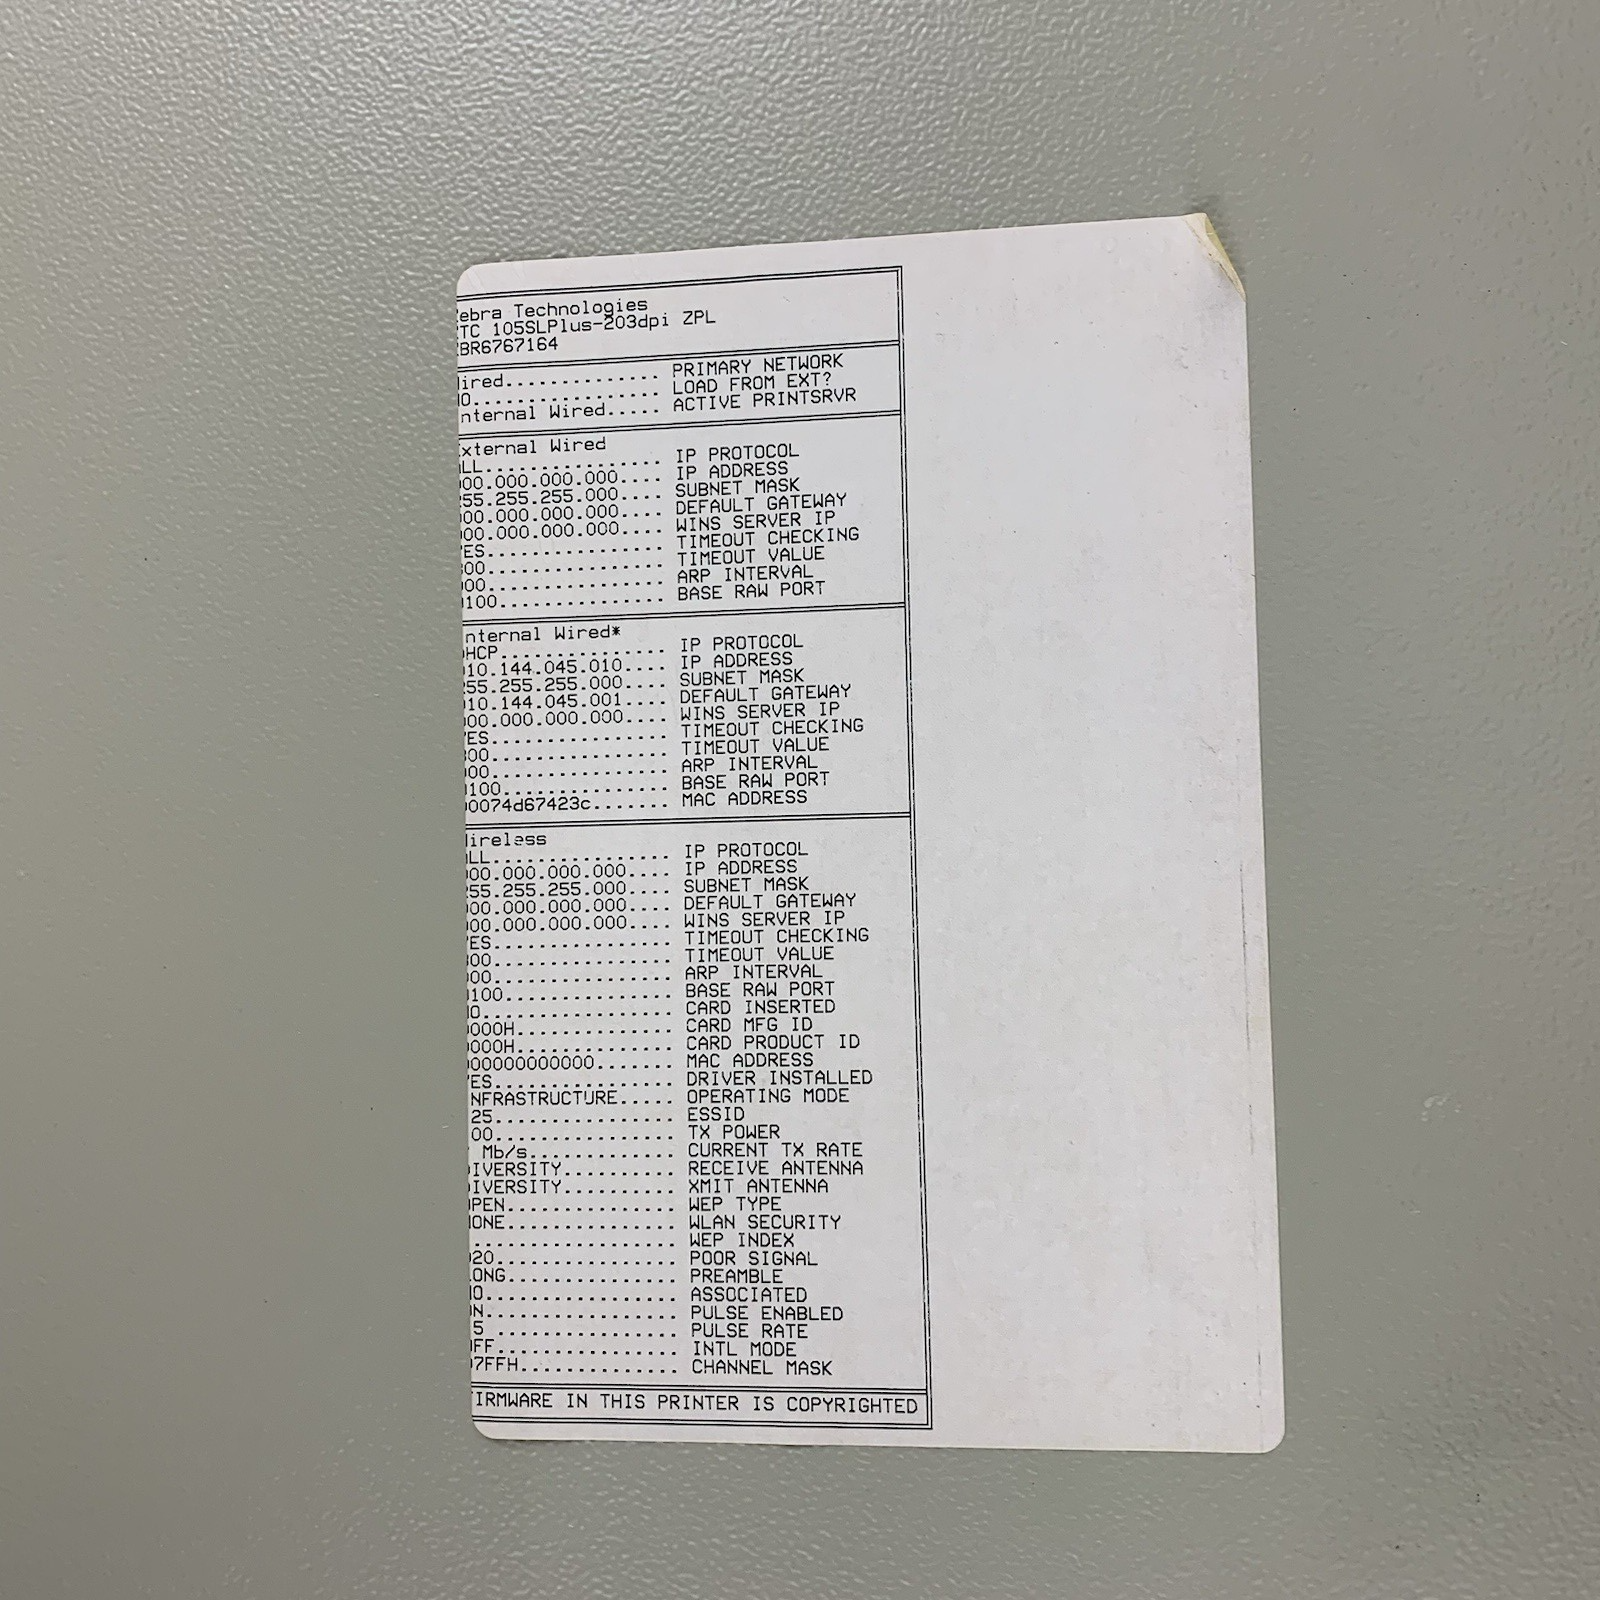 ebra Technologies
TC 105SLPlus-203dpi ZPL
BR6767164
ired.............. PRIMARY NETWORK
O................. LOAD FROM EXT?
nternal Wired..... ACTIVE PRINTSRVR
xternal Wired
LL................ IP PROTOCOL
00.000.000.000.... IP ADDRESS
55.255.255.000.... SUBNET MASK
00.000.000.000.... DEFAULT GATEWAY
00.000.000.000.... WINS SERVER IP
ES................ TIMEOUT CHECKING
00................ TIMEOUT VALUE
00................ ARP INTERVAL
100............... BASE RAW PORT
nternal Wired*
HCP............... IP PROTOCOL
10.144.045.010.... IP ADDRESS
55.255.255.000.... SUBNET MASK
10.144.045.001.... DEFAULT GATEWAY
00.000.000.000.... WINS SERVER IP
ES................ TIMEOUT CHECKING
00................ TIMEOUT VALUE
00................ ARP INTERVAL
100............... BASE RAW PORT
0074d67423c....... MAC ADDRESS
ireless
LL................ IP PROTOCOL
00.000.000.000.... IP ADDRESS
55.255.255.000.... SUBNET MASK
00.000.000.000.... DEFAULT GATEWAY
00.000.000.000.... WINS SERVER IP
ES................ TIMEOUT CHECKING
00................ TIMEOUT VALUE
00................ ARP INTERVAL
100............... BASE RAW PORT
O................. CARD INSERTED
000H.............. CARD MFG ID
000H.............. CARD PRODUCT ID
00000000000....... MAC ADDRESS
ES................ DRIVER INSTALLED
NFRASTRUCTURE..... OPERATING MODE
25................ ESSID
00................ TX POWER
Mb/s............. CURRENT TX RATE
IVERSITY.......... RECEIVE ANTENNA
IVERSITY.......... XMIT ANTENNA
PEN............... WEP TYPE
ONE............... WLAN SECURITY
.................. WEP INDEX
20................ POOR SIGNAL
ONG............... PREAMBLE
O................. ASSOCIATED
N................. PULSE ENABLED
5 ................ PULSE RATE
FF................ INTL MODE
7FFH.............. CHANNEL MASK
IRMWARE IN THIS PRINTER IS COPYRIGHTED